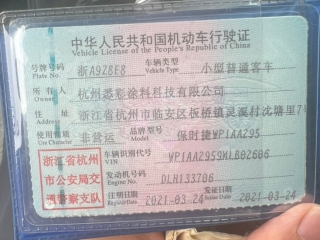 中华人民共和国机动车行驶证
Vehicle License of the People's Republic of China
号牌号码 浙A9Z8E8 车辆类型 小型普通客车
Plate No. Vehicle Type
所有人 杭州 彩涂料科技有限公司
Owner
住址 浙江省杭州市临安区板桥镇灵溪村沈塘里7号
Address
使用性质 非营运 品牌型号 保时捷WP1AA295
Use Character Model
浙江省杭州市公安局交通警察支队
车辆识别代号 WP1AA2959MLB02606
VIN
发动机号码 DLH133706
Engine No.
注册日期 2021-03-24 发证日期 2021-03-24
Register Date Issue Date